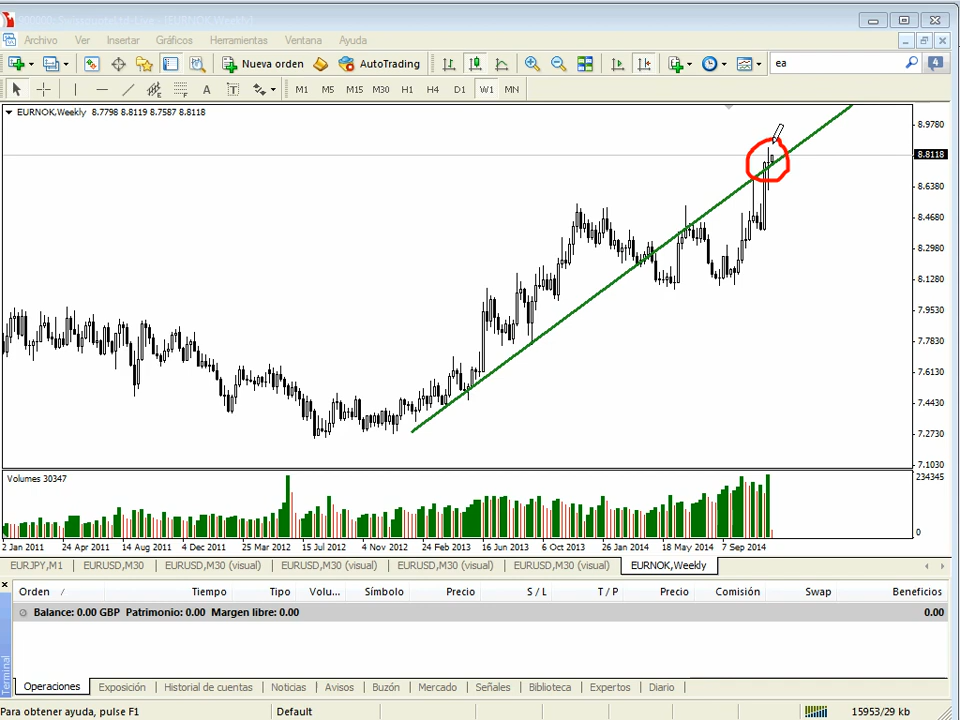 Archivo Ver Insertar Gráficos Herramientas Ventana Ayuda
Nueva orden AutoTrading ea 4
A T M1 M5 M15 M30 H1 H4 D1 W1 MN
EURNOK,Weekly 8.7798 8.8119 8.7587 8.8118
8.9780
8.8118
8.6380
8.4680
8.2980
8.1280
7.9530
7.7830
7.6130
7.4430
7.2730
7.1030
Volumes 30347
234345
0
2 Jan 2011 24 Apr 2011 14 Aug 2011 4 Dec 2011 25 Mar 2012 15 Jul 2012 4 Nov 2012 24 Feb 2013 16 Jun 2013 6 Oct 2013 26 Jan 2014 18 May 2014 7 Sep 2014
EURJPY,M1 EURUSD,M30 EURUSD,M30 (visual) EURUSD,M30 (visual) EURUSD,M30 (visual) EURUSD,M30 (visual) EURNOK,Weekly
Orden Tiempo Tipo Volu... Símbolo Precio S / L T / P Precio Comisión Swap Beneficios
Balance: 0.00 GBP Patrimonio: 0.00 Margen libre: 0.00 0.00
Terminal
Operaciones Exposición Historial de cuentas Noticias Avisos Buzón Mercado Señales Biblioteca Expertos Diario
Para obtener ayuda, pulse F1 Default 15953/29 kb